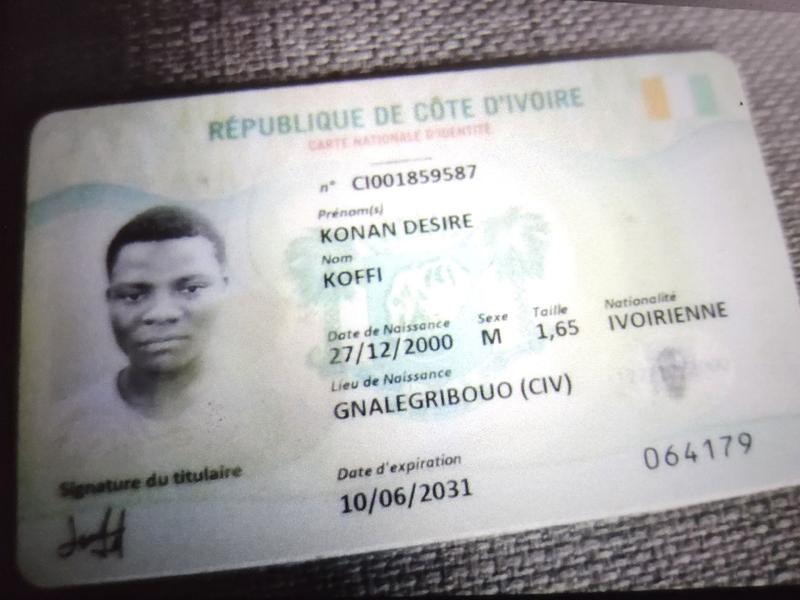 RÉPUBLIQUE DE CÔTE D'IVOIRE
CARTE NATIONALE D'IDENTITÉ
n° CI001859587
Prénom(s)
KONAN DESIRE
Nom
KOFFI
Date de Naissance Sexe Taille Nationalité
27/12/2000 M 1,65 IVOIRIENNE
Lieu de Naissance
GNALEGRIBOUO (CIV)
Signature du titulaire
Date d'expiration
10/06/2031
064179